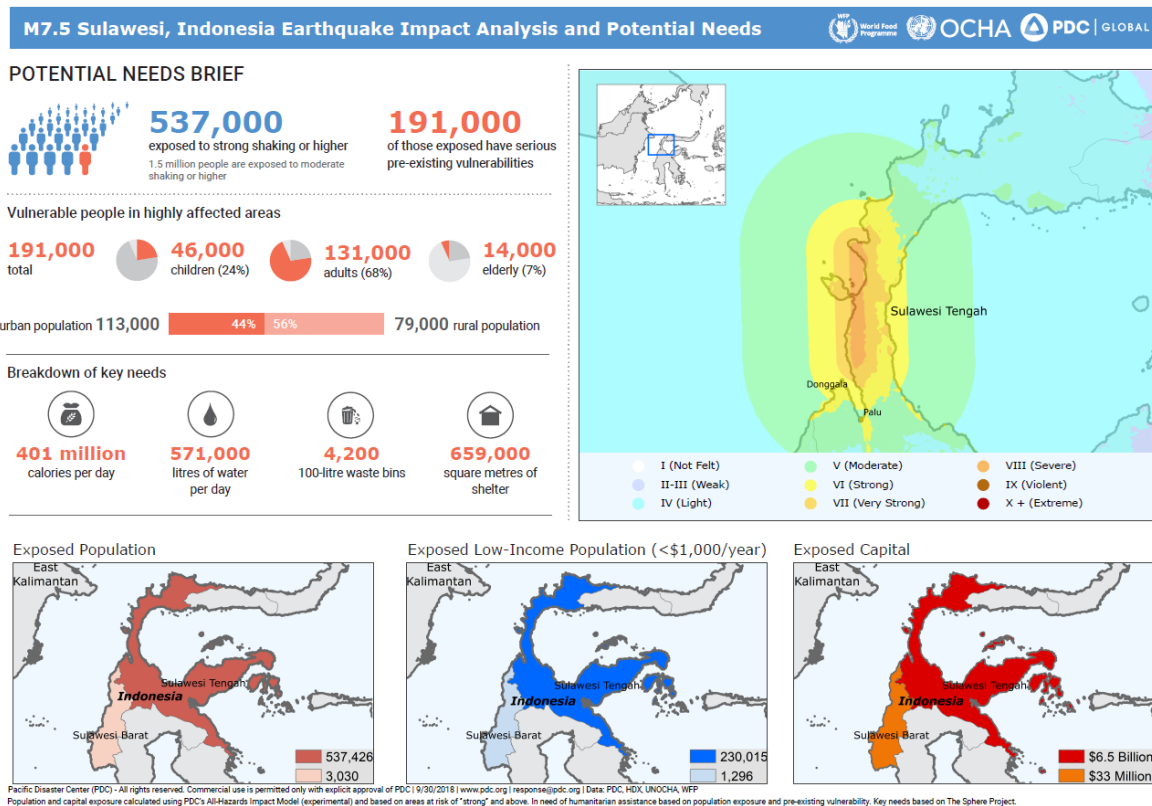 M7.5 Sulawesi, Indonesia Earthquake Impact Analysis and Potential Needs
WFP
World Food
Programme
OCHA
PDC | GLOBAL
POTENTIAL NEEDS BRIEF
537,000
exposed to strong shaking or higher
1.5 million people are exposed to moderate
shaking or higher
191,000
of those exposed have serious
pre-existing vulnerabilities
Vulnerable people in highly affected areas
191,000
total
46,000
children (24%)
131,000
adults (68%)
14,000
elderly (7%)
urban population 113,000
44% 56%
79,000 rural population
Breakdown of key needs
401 million
calories per day
571,000
litres of water
per day
4,200
100-litre waste bins
659,000
square metres of
shelter
Sulawesi Tengah
Donggala
Palu
I (Not Felt)
II-III (Weak)
IV (Light)
V (Moderate)
VI (Strong)
VII (Very Strong)
VIII (Severe)
IX (Violent)
X + (Extreme)
Exposed Population
East
Kalimantan
Sulawesi Tengah
Indonesia
Sulawesi Barat
537,426
3,030
Exposed Low-Income Population (<$1,000/year)
East
Kalimantan
Sulawesi Tengah
Indonesia
Sulawesi Barat
230,015
1,296
Exposed Capital
East
Kalimantan
Sulawesi Tengah
Indonesia
Sulawesi Barat
$6.5 Billion
$33 Million
Pacific Disaster Center (PDC) - All rights reserved. Commercial use is permitted only with explicit approval of PDC | 9/30/2018 | www.pdc.org | response@pdc.org | Data: PDC, HDX, UNOCHA, WFP
Population and capital exposure calculated using PDC's All-Hazards Impact Model (experimental) and based on areas at risk of "strong" and above. In need of humanitarian assistance based on population exposure and pre-existing vulnerability. Key needs based on The Sphere Project.